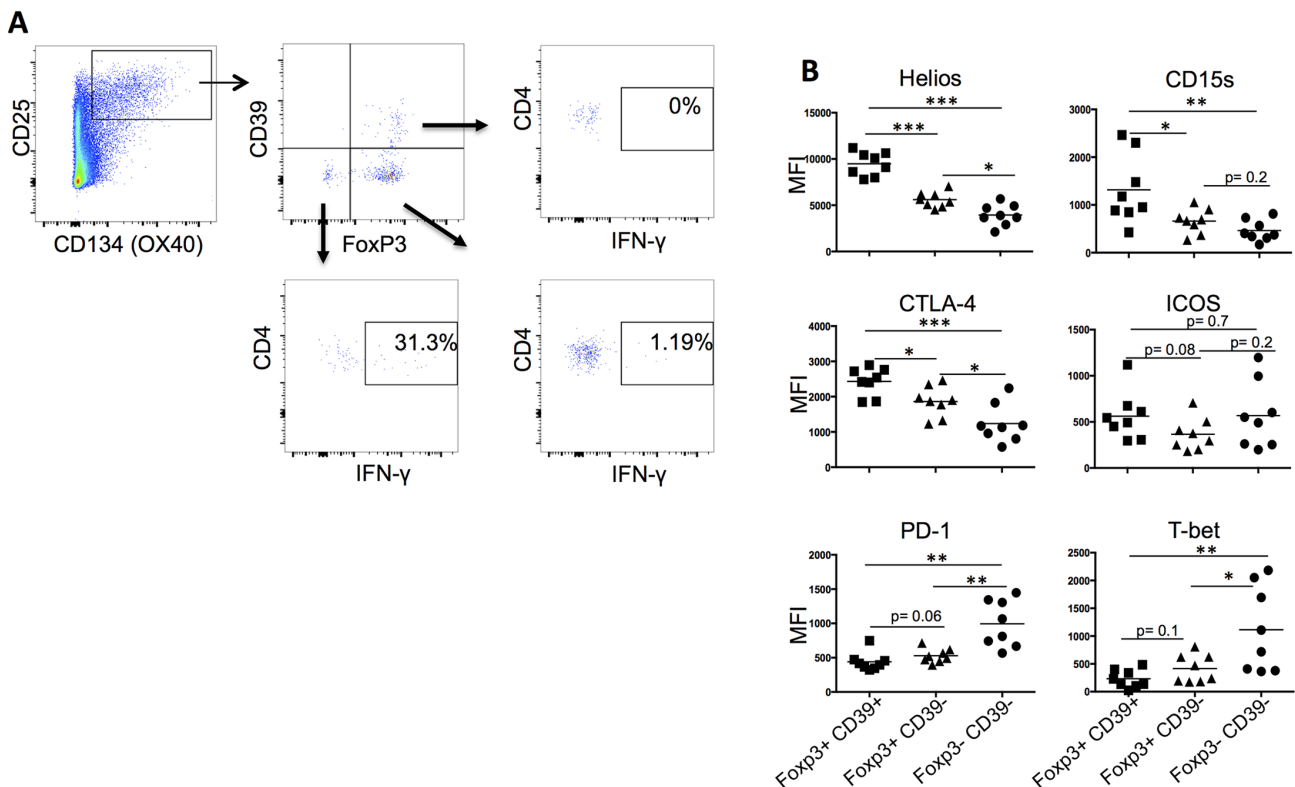 A
CD25
CD134 (OX40)
CD39
FoxP3
CD4
0%
IFN-γ
CD4
31.3%
IFN-γ
CD4
1.19%
IFN-γ
B
Helios
MFI
15000
10000
5000
0
***
***
*
CD15s
3000
2000
1000
0
**
*
p= 0.2
CTLA-4
MFI
4000
3000
2000
1000
0
***
*
*
ICOS
1500
1000
500
0
p= 0.7
p= 0.08
p= 0.2
PD-1
MFI
2000
1500
1000
500
0
**
**
p= 0.06
Foxp3+ CD39+
Foxp3+ CD39-
Foxp3- CD39-
T-bet
2500
2000
1500
1000
500
0
**
*
p= 0.1
Foxp3+ CD39+
Foxp3+ CD39-
Foxp3- CD39-